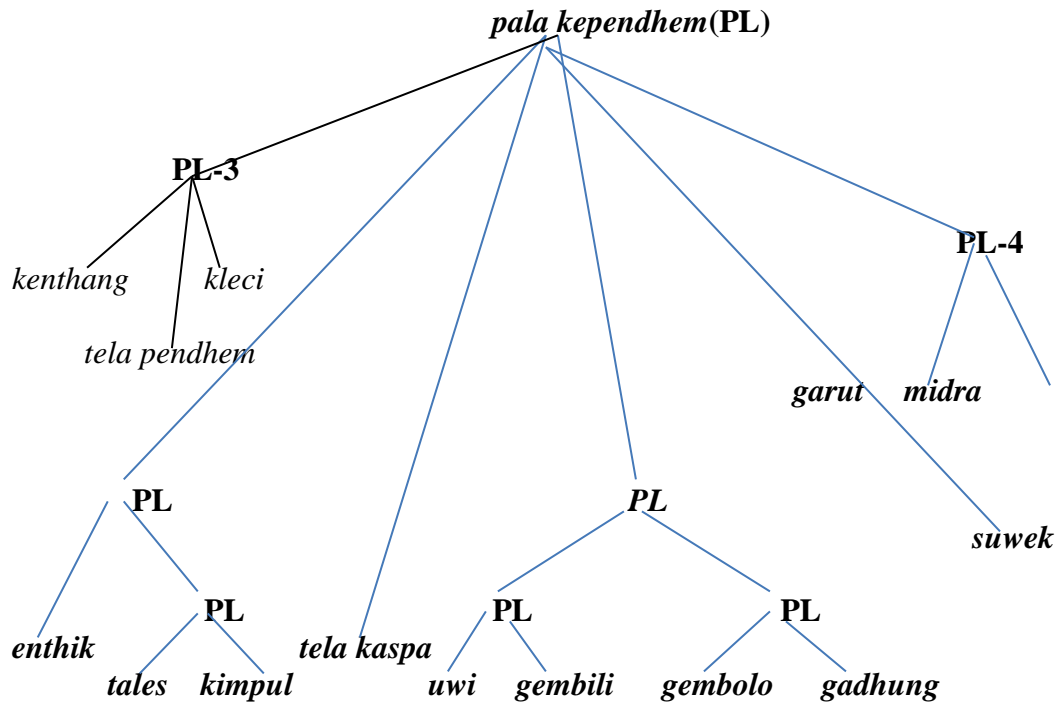 pala kependhem(PL)
PL-3
PL-4
kenthang
kleci
tela pendhem
garut
midra
PL
PL
suwek
PL
PL
PL
enthik
tela kaspa
tales
kimpul
uwi
gembili
gembolo
gadhung